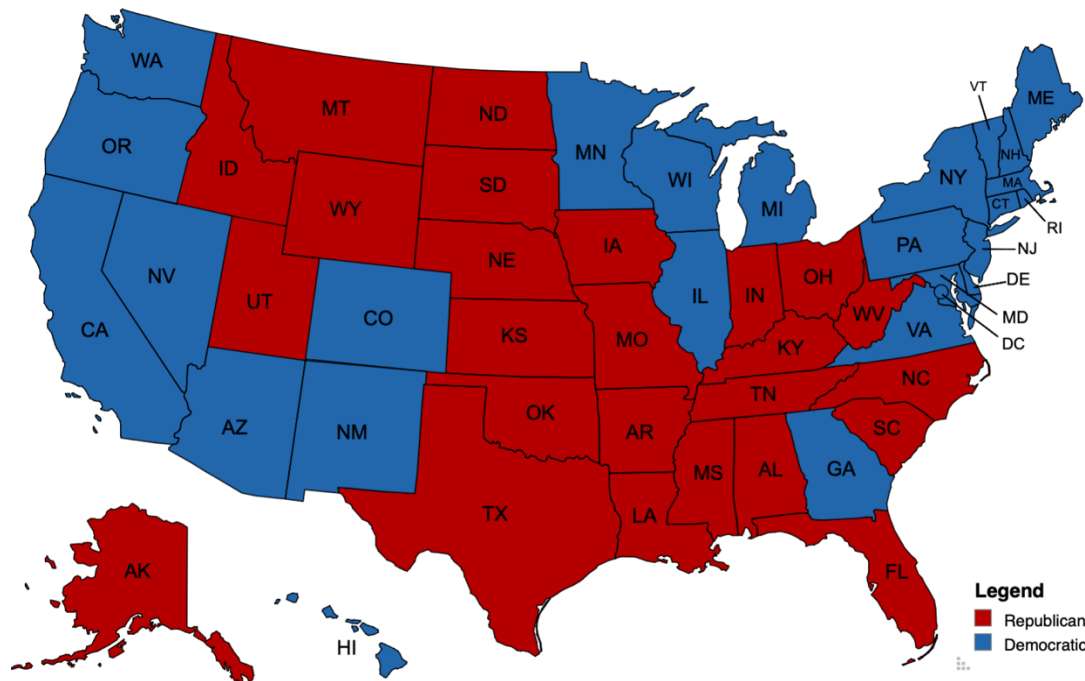 WA
OR
CA
NV
ID
MT
WY
UT
AZ
CO
NM
ND
SD
NE
KS
OK
TX
MN
IA
MO
AR
LA
WI
IL
MI
IN
OH
KY
TN
MS
AL
GA
FL
SC
NC
VA
WV
PA
NY
VT
NH
ME
MA
CT
RI
NJ
DE
MD
DC
AK
HI
Legend
Republican
Democratic